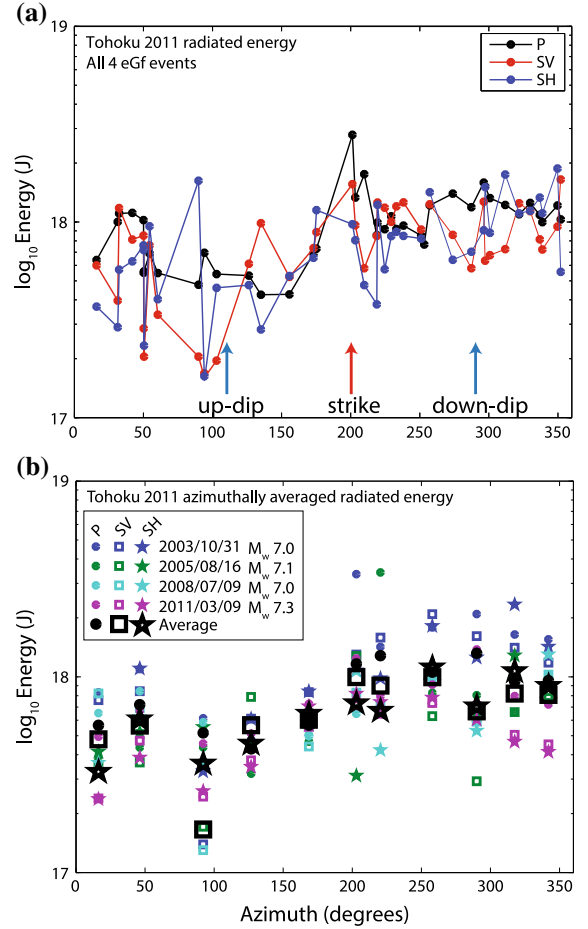 (a)
19
Tohoku 2011 radiated energy
All 4 eGf events
P
SV
SH
log10 Energy (J)
18
up-dip
strike
down-dip
17
0
50
100
150
200
250
300
350
(b)
19
Tohoku 2011 azimuthally averaged radiated energy
P SV SH
2003/10/31 Mw 7.0
2005/08/16 Mw 7.1
2008/07/09 Mw 7.0
2011/03/09 Mw 7.3
Average
log10 Energy (J)
18
17
0
50
100
150
200
250
300
350
Azimuth (degrees)